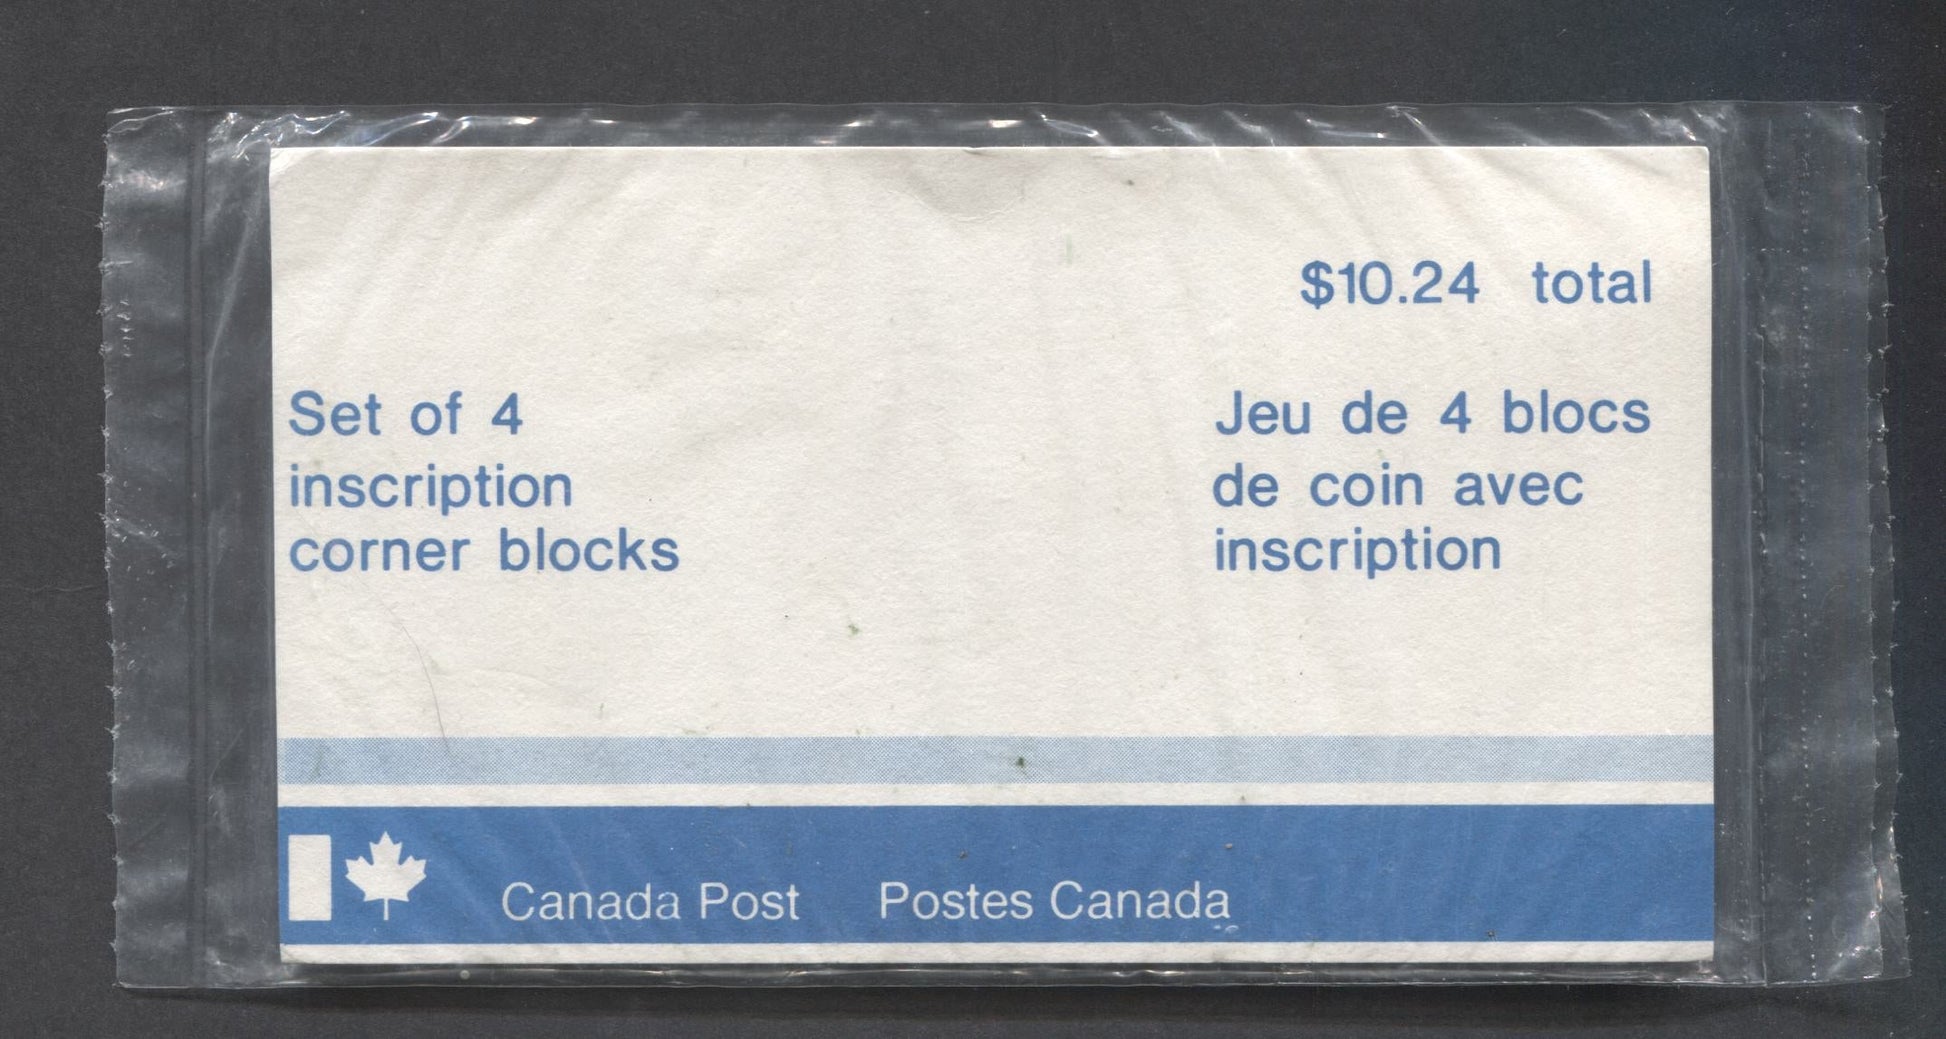 $10.24 total
Set of 4
inscription
corner blocks
Jeu de 4 blocs
de coin avec
inscription
Canada Post Postes Canada